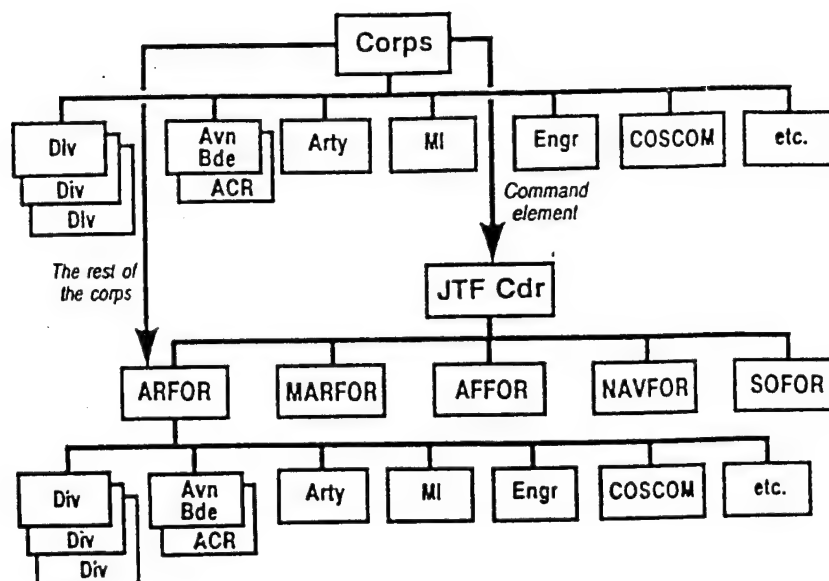 Corps
Div
Div
Div
Avn
Bde
ACR
Arty
MI
Engr
COSCOM
etc.
Command
element
The rest of
the corps
JTF Cdr
ARFOR
MARFOR
AFFOR
NAVFOR
SOFOR
Div
Div
Div
Avn
Bde
ACR
Arty
MI
Engr
COSCOM
etc.